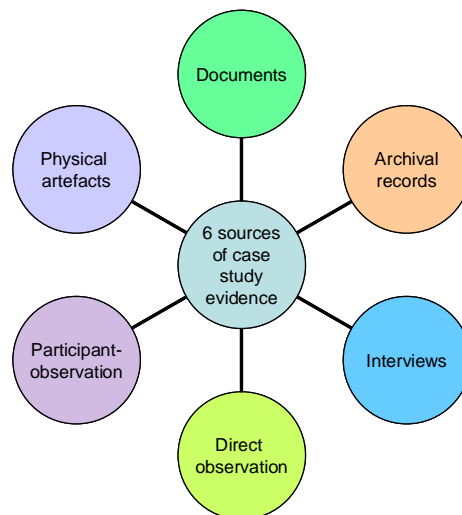 Documents
Physical
artefacts
Archival
records
6 sources
of case
study
evidence
Participant-
observation
Interviews
Direct
observation